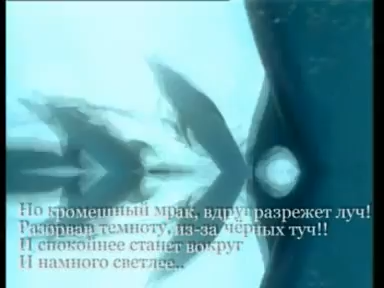 Но кромешный мрак, вдруг разрежет луч!
Разорвав темноту, из-за чёрных туч!!
И спокойнее станет вокруг
И намного светлее..